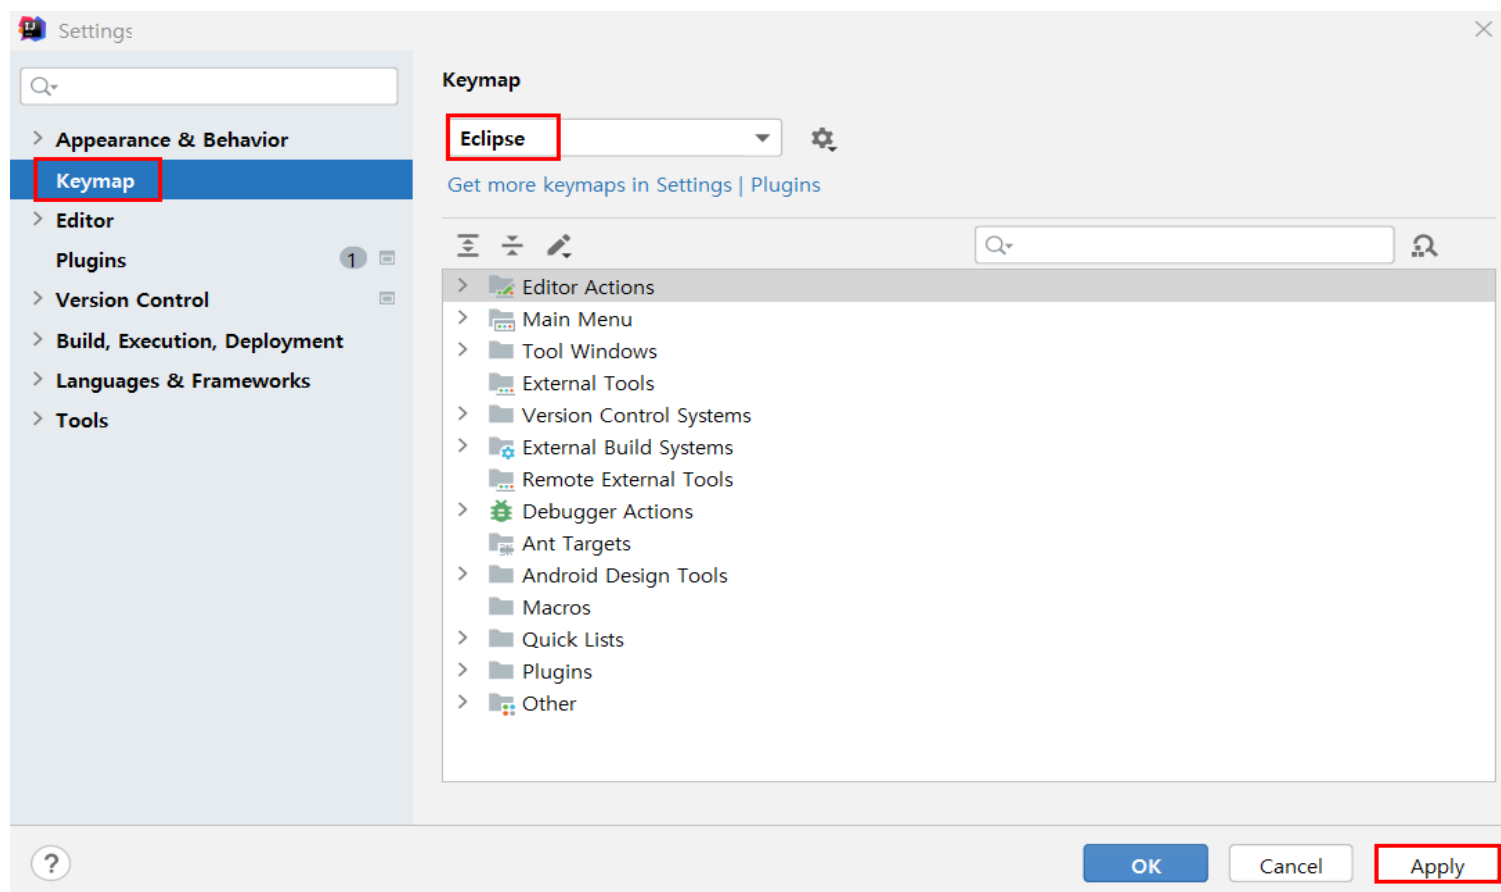 Settings
Keymap
Appearance & Behavior
Keymap
Editor
Plugins 1
Version Control
Build, Execution, Deployment
Languages & Frameworks
Tools
Eclipse
Get more keymaps in Settings | Plugins
Editor Actions
Main Menu
Tool Windows
External Tools
Version Control Systems
External Build Systems
Remote External Tools
Debugger Actions
Ant Targets
Android Design Tools
Macros
Quick Lists
Plugins
Other
?
OK Cancel Apply